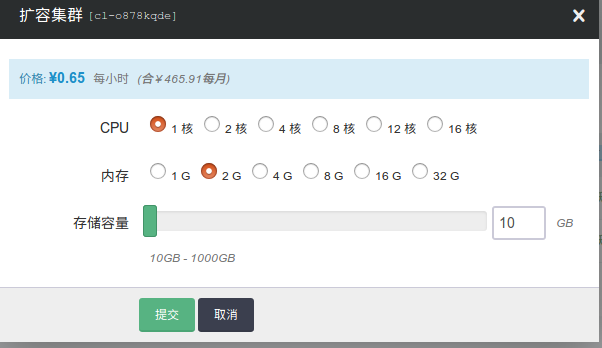 扩容集群 [cl-o878kqde]
价格: ¥0.65 每小时 (合￥465.91每月)
CPU 1 核 2 核 4 核 8 核 12 核 16 核
内存 1 G 2 G 4 G 8 G 16 G 32 G
存储容量 10 GB
10GB - 1000GB
提交 取消